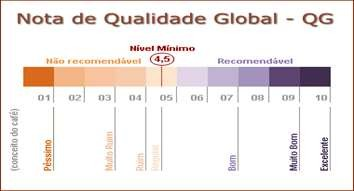 Nota de Qualidade Global - QG
Nível Mínimo
Não recomendável 4,5 Recomendável
01 02 03 04 05 06 07 08 09 10
(conceito do café)
Péssimo
Muito Ruim
Ruim
Regular
Bom
Muito Bom
Excelente